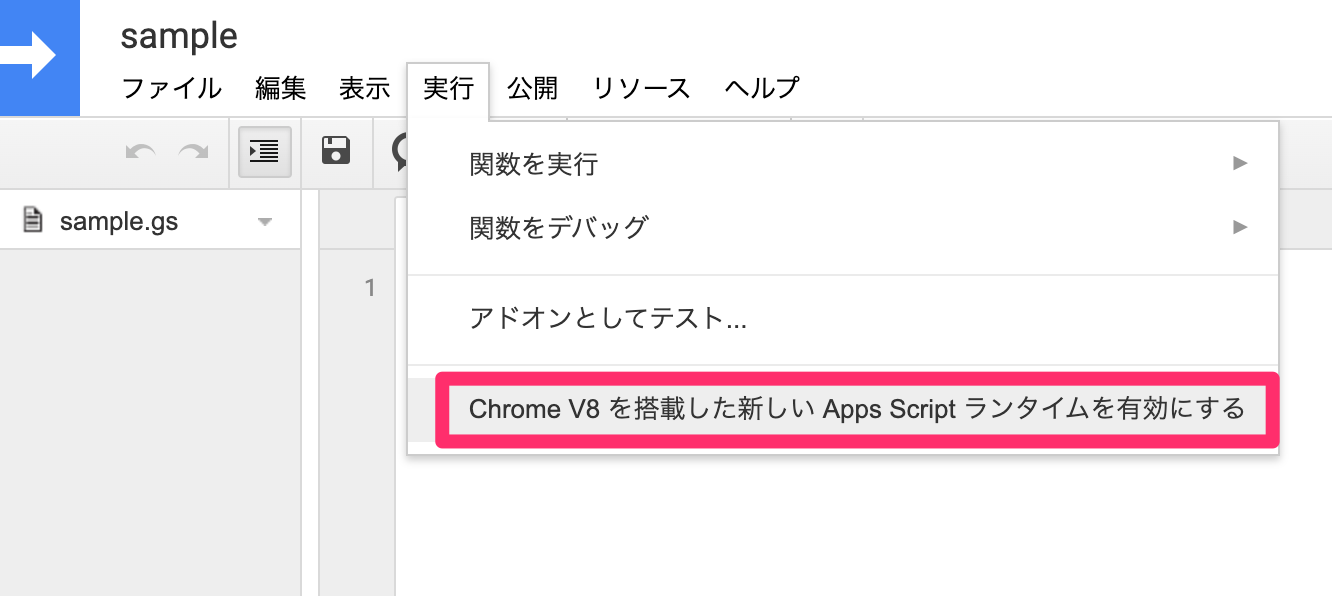 sample
ファイル 編集 表示 実行 公開 リソース ヘルプ
関数を実行
sample.gs
関数をデバッグ
1
アドオンとしてテスト...
Chrome V8 を搭載した新しい Apps Script ランタイムを有効にする